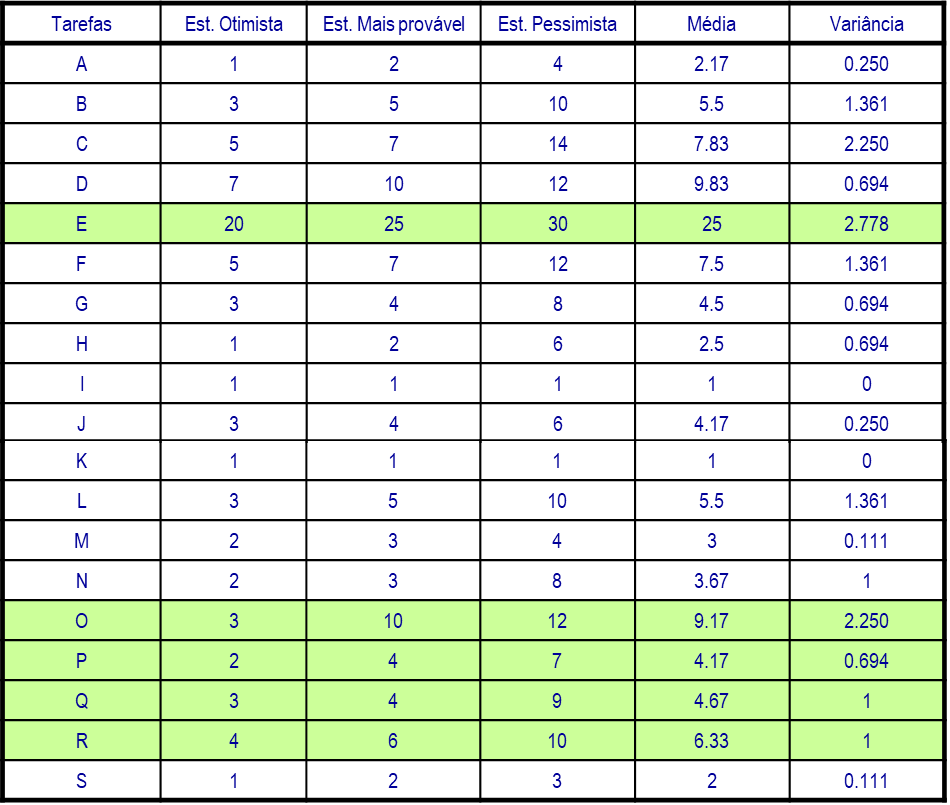 Tarefas Est. Otimista Est. Mais provável Est. Pessimista Média Variância
A 1 2 4 2.17 0.250
B 3 5 10 5.5 1.361
C 5 7 14 7.83 2.250
D 7 10 12 9.83 0.694
E 20 25 30 25 2.778
F 5 7 12 7.5 1.361
G 3 4 8 4.5 0.694
H 1 2 6 2.5 0.694
I 1 1 1 1 0
J 3 4 6 4.17 0.250
K 1 1 1 1 0
L 3 5 10 5.5 1.361
M 2 3 4 3 0.111
N 2 3 8 3.67 1
O 3 10 12 9.17 2.250
P 2 4 7 4.17 0.694
Q 3 4 9 4.67 1
R 4 6 10 6.33 1
S 1 2 3 2 0.111